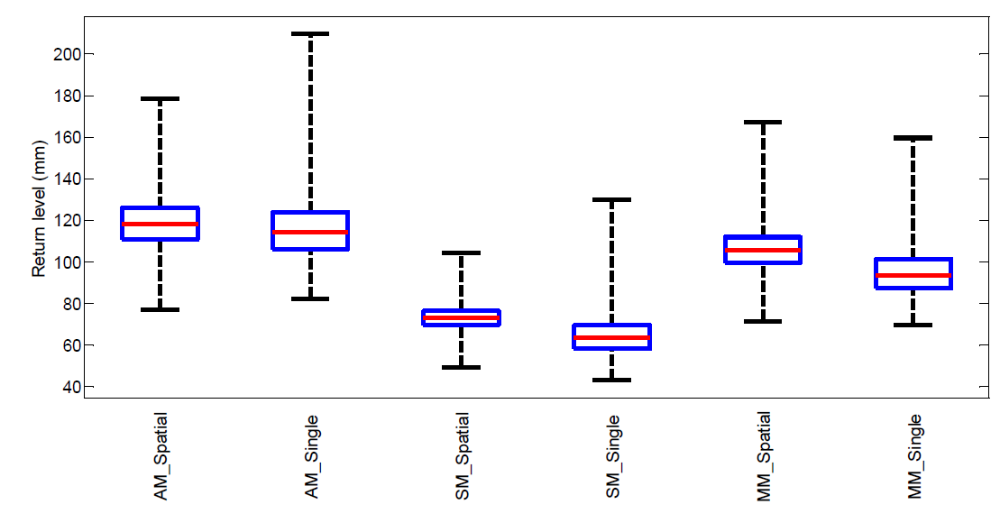 Return level (mm)
200
180
160
140
120
100
80
60
40
AM_Spatial
AM_Single
SM_Spatial
SM_Single
MM_Spatial
MM_Single